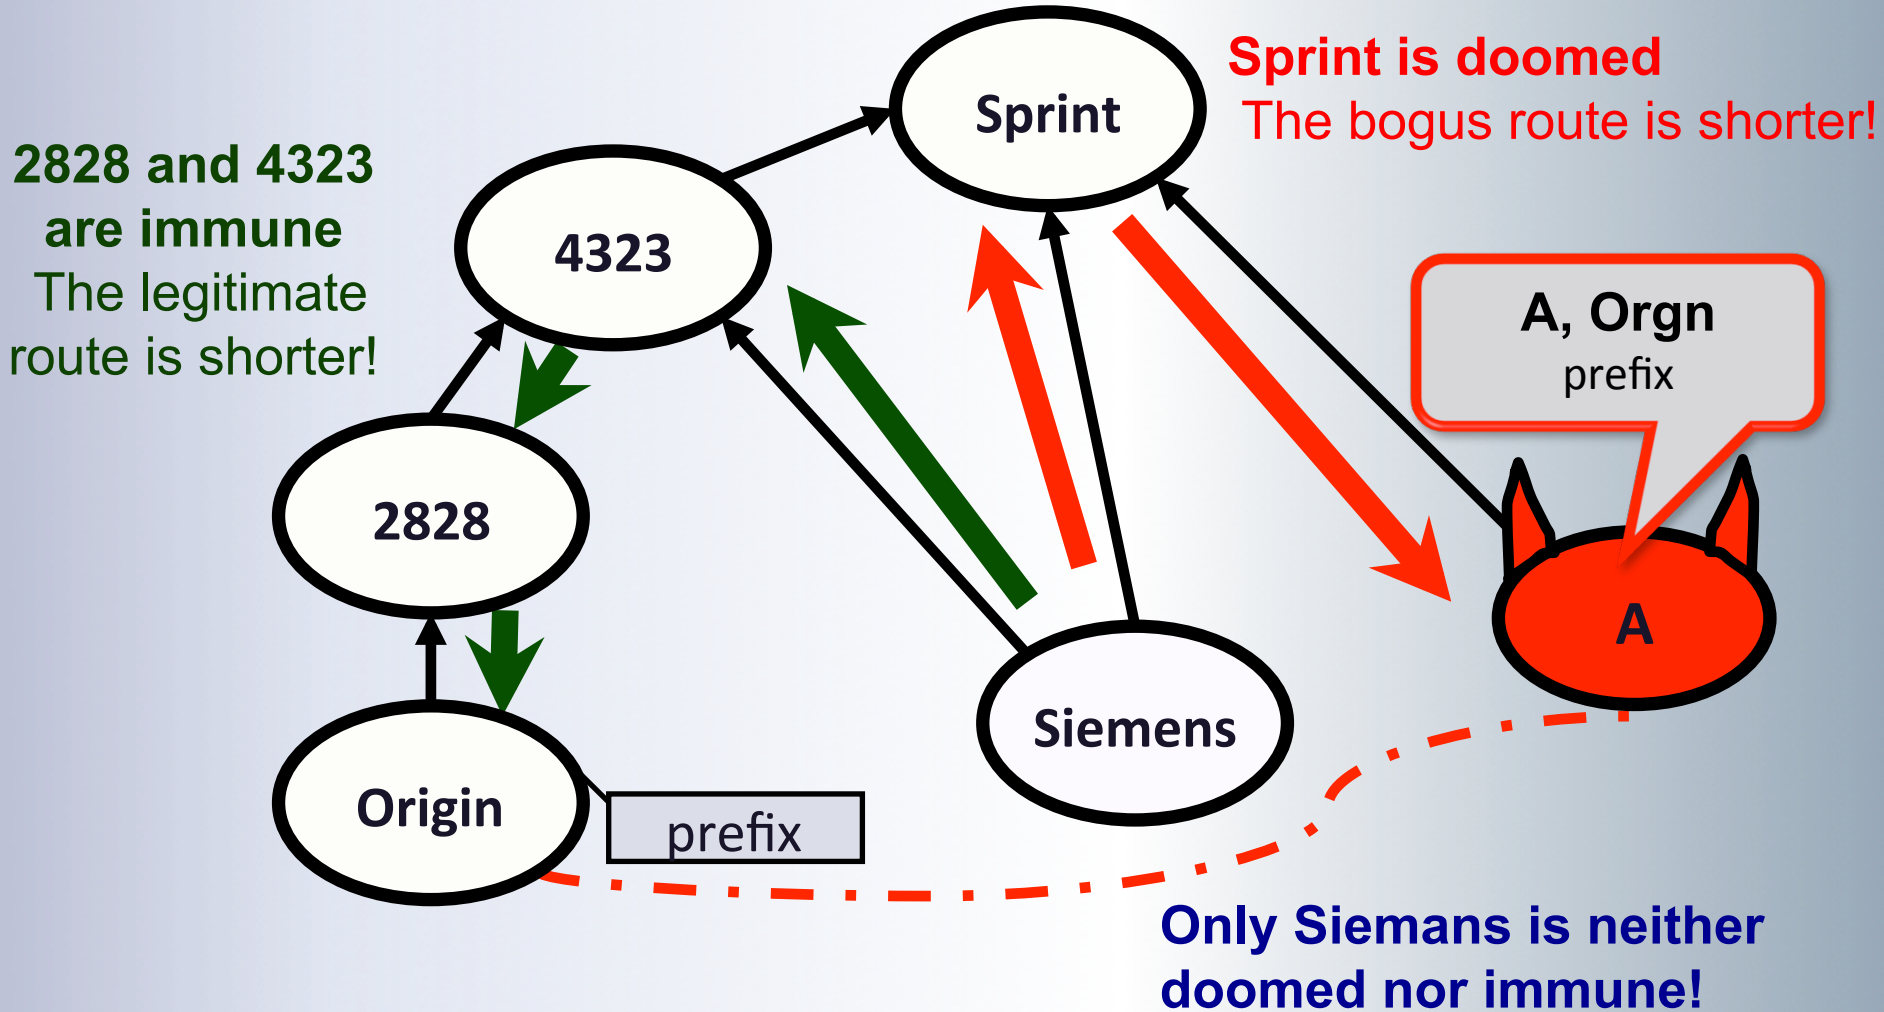 Sprint
Sprint is doomed
The bogus route is shorter!
2828 and 4323
are immune
The legitimate
route is shorter!
4323
A, Orgn
prefix
2828
A
Siemens
Origin
prefix
Only Siemans is neither
doomed nor immune!